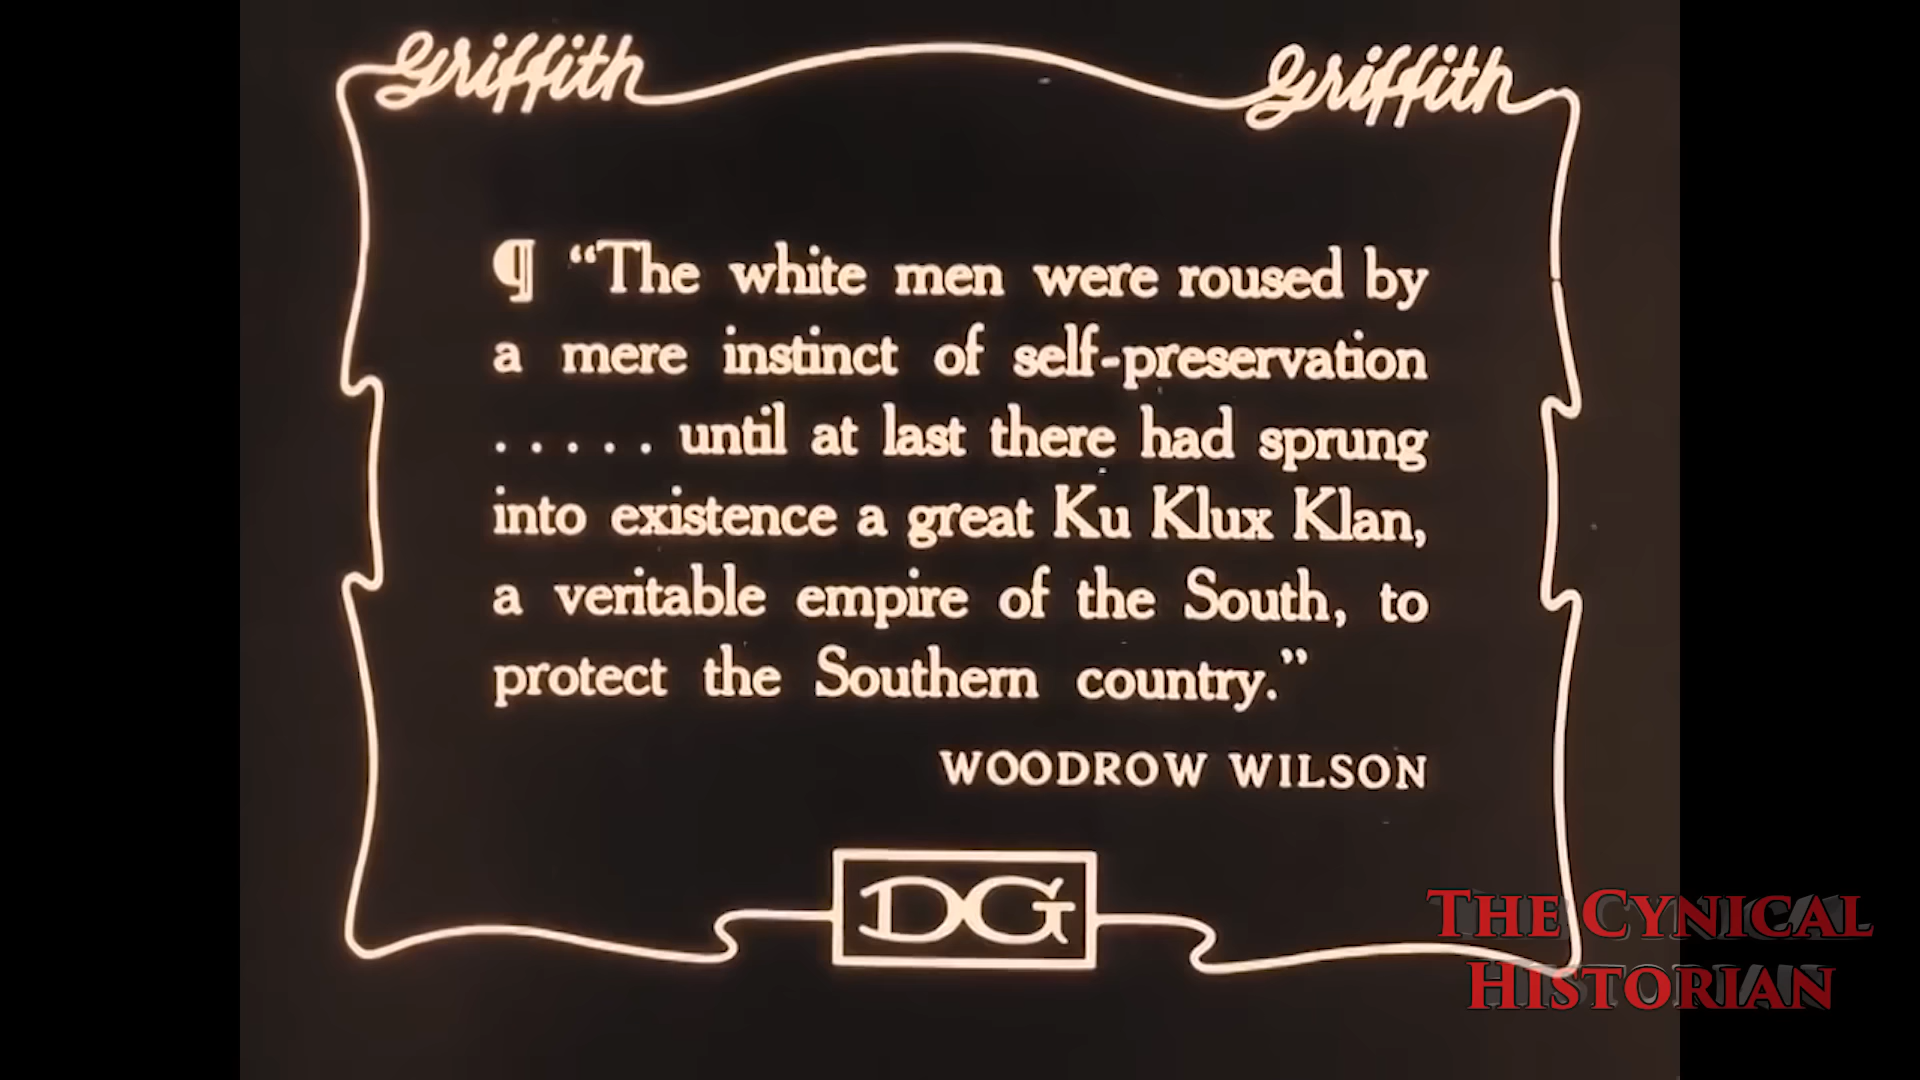 Griffith Griffith
¶ “The white men were roused by
a mere instinct of self-preservation
. . . . . until at last there had sprung
into existence a great Ku Klux Klan,
a veritable empire of the South, to
protect the Southern country.”
WOODROW WILSON
DG
THE CYNICAL
HISTORIAN